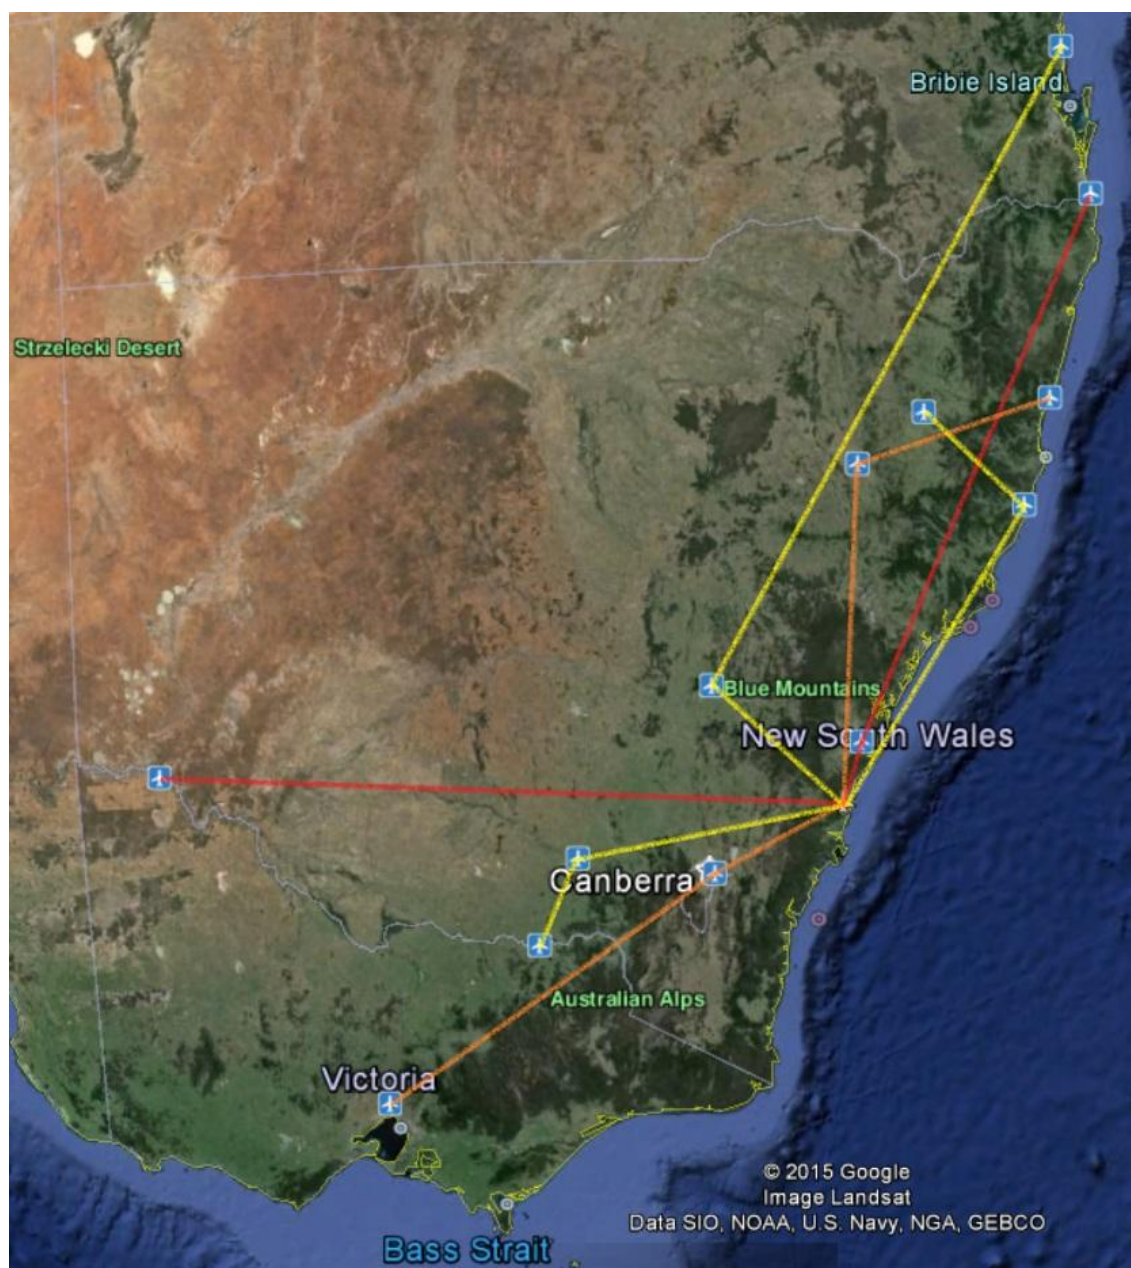 Bribie Island
Strzelecki Desert
Blue Mountains
New South Wales
Canberra
Australian Alps
Victoria
© 2015 Google
Image Landsat
Data SIO, NOAA, U.S. Navy, NGA, GEBCO
Bass Strait